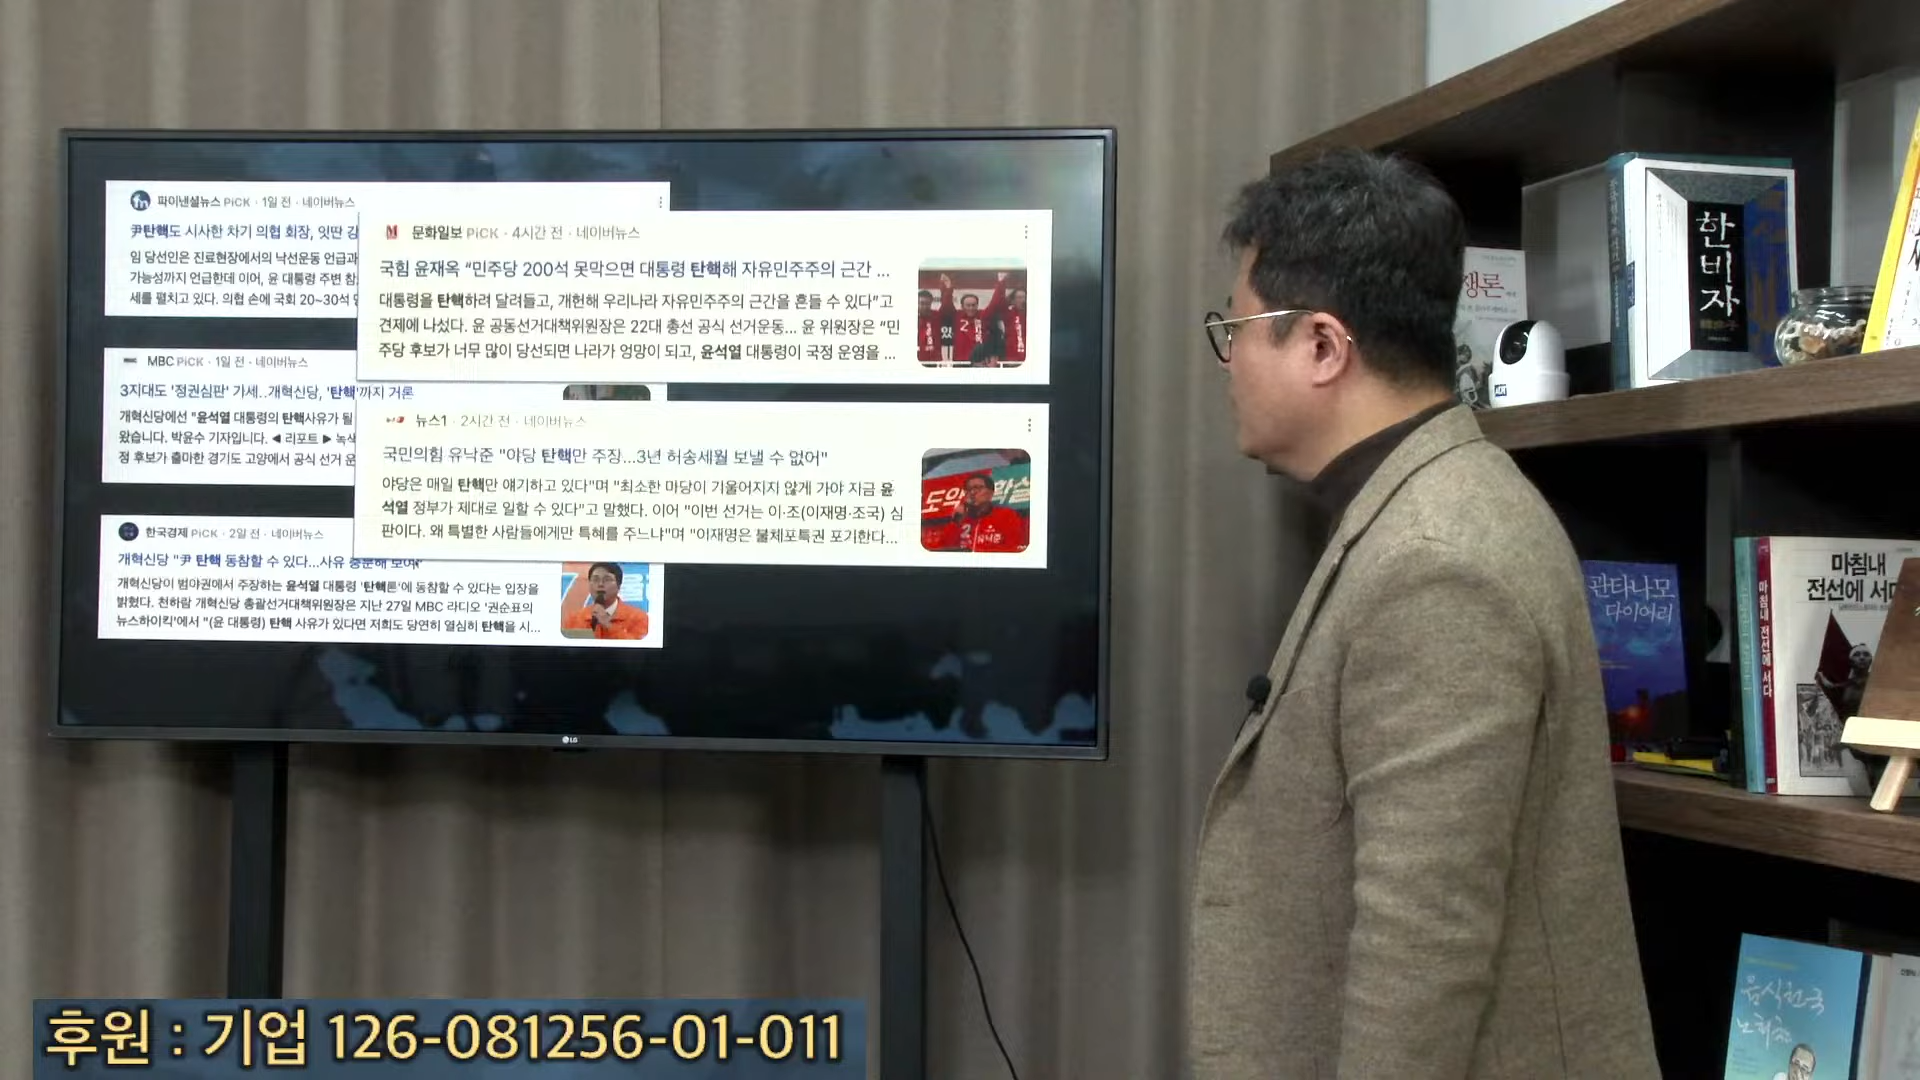 파이낸셜뉴스 PiCK · 1일 전 · 네이버뉴스
尹탄핵도 시사한 차기 의협 회장, 잇딴 강
임 당선인은 진료현장에서의 낙선운동 언급과
가능성까지 언급한데 이어, 윤 대통령 주변 참
세를 펼치고 있다. 의협 손에 국회 20~30석 당
MBC PiCK · 1일 전 · 네이버뉴스
3지대도 '정권심판' 가세..개혁신당, '탄핵'까지 거론
개혁신당에선 "윤석열 대통령의 탄핵사유가 될
왔습니다. 박윤수 기자입니다. ◀ 리포트 ▶ 녹색
정 후보가 출마한 경기도 고양에서 공식 선거 운
한국경제 PiCK · 2일 전 · 네이버뉴스
개혁신당 "尹 탄핵 동참할 수 있다...사유 충분해 보여"
개혁신당이 범야권에서 주장하는 윤석열 대통령 '탄핵론'에 동참할 수 있다는 입장을
밝혔다. 천하람 개혁신당 총괄선거대책위원장은 지난 27일 MBC 라디오 '권순표의
뉴스하이킥'에서 "(윤 대통령) 탄핵 사유가 있다면 저희도 당연히 열심히 탄핵을 시...
문화일보 PiCK · 4시간 전 · 네이버뉴스
국힘 윤재옥 “민주당 200석 못막으면 대통령 탄핵해 자유민주주의 근간 ...
대통령을 탄핵하려 달려들고, 개헌해 우리나라 자유민주주의 근간을 흔들 수 있다”고
견제에 나섰다. 윤 공동선거대책위원장은 22대 총선 공식 선거운동... 윤 위원장은 “민
주당 후보가 너무 많이 당선되면 나라가 엉망이 되고, 윤석열 대통령이 국정 운영을 ...
뉴스1 · 2시간 전 · 네이버뉴스
국민의힘 유낙준 "야당 탄핵만 주장...3년 허송세월 보낼 수 없어"
야당은 매일 탄핵만 얘기하고 있다"며 "최소한 마당이 기울어지지 않게 가야 지금 윤
석열 정부가 제대로 일할 수 있다"고 말했다. 이어 "이번 선거는 이·조(이재명·조국) 심
판이다. 왜 특별한 사람들에게만 특혜를 주느냐"며 "이재명은 불체포특권 포기한다...
LG
한비자
쟁론
관타나모
다이어리
마침내 전선에 서다
마침내
전선에 서다
음식천국
노회찬
후원 : 기업 126-081256-01-011